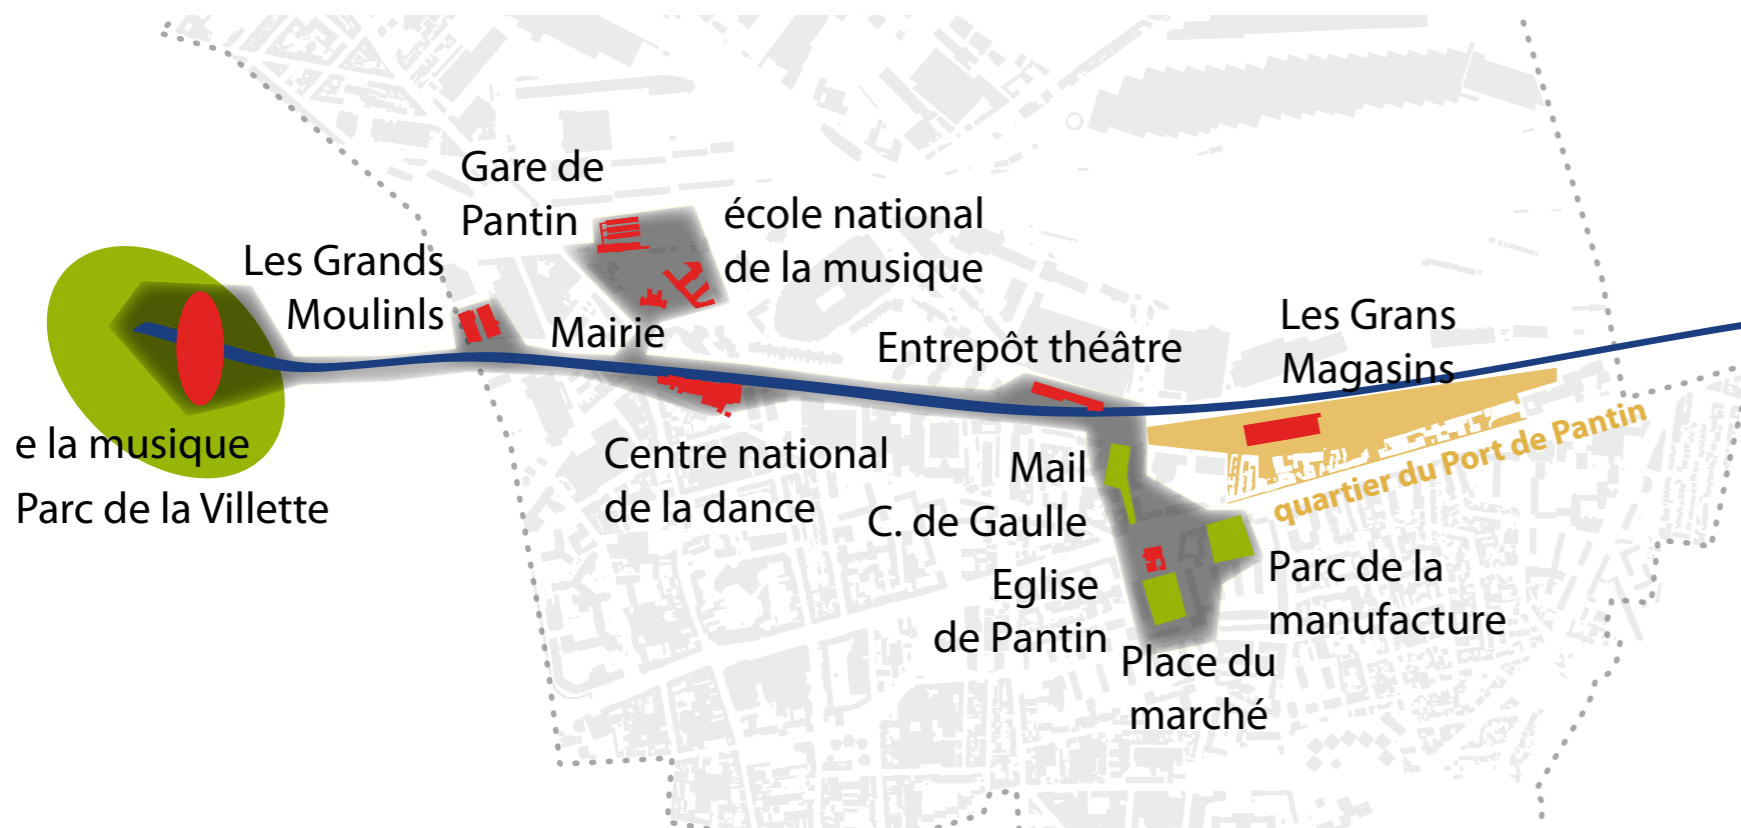 Gare de
Pantin
école national
de la musique
Les Grands
Moulinls
Mairie
Entrepôt théâtre
Les Grans
Magasins
e la musique
Parc de la Villette
Centre national
de la dance
Mail
C. de Gaulle
quartier du Port de Pantin
Eglise
de Pantin
Parc de la
manufacture
Place du
marché